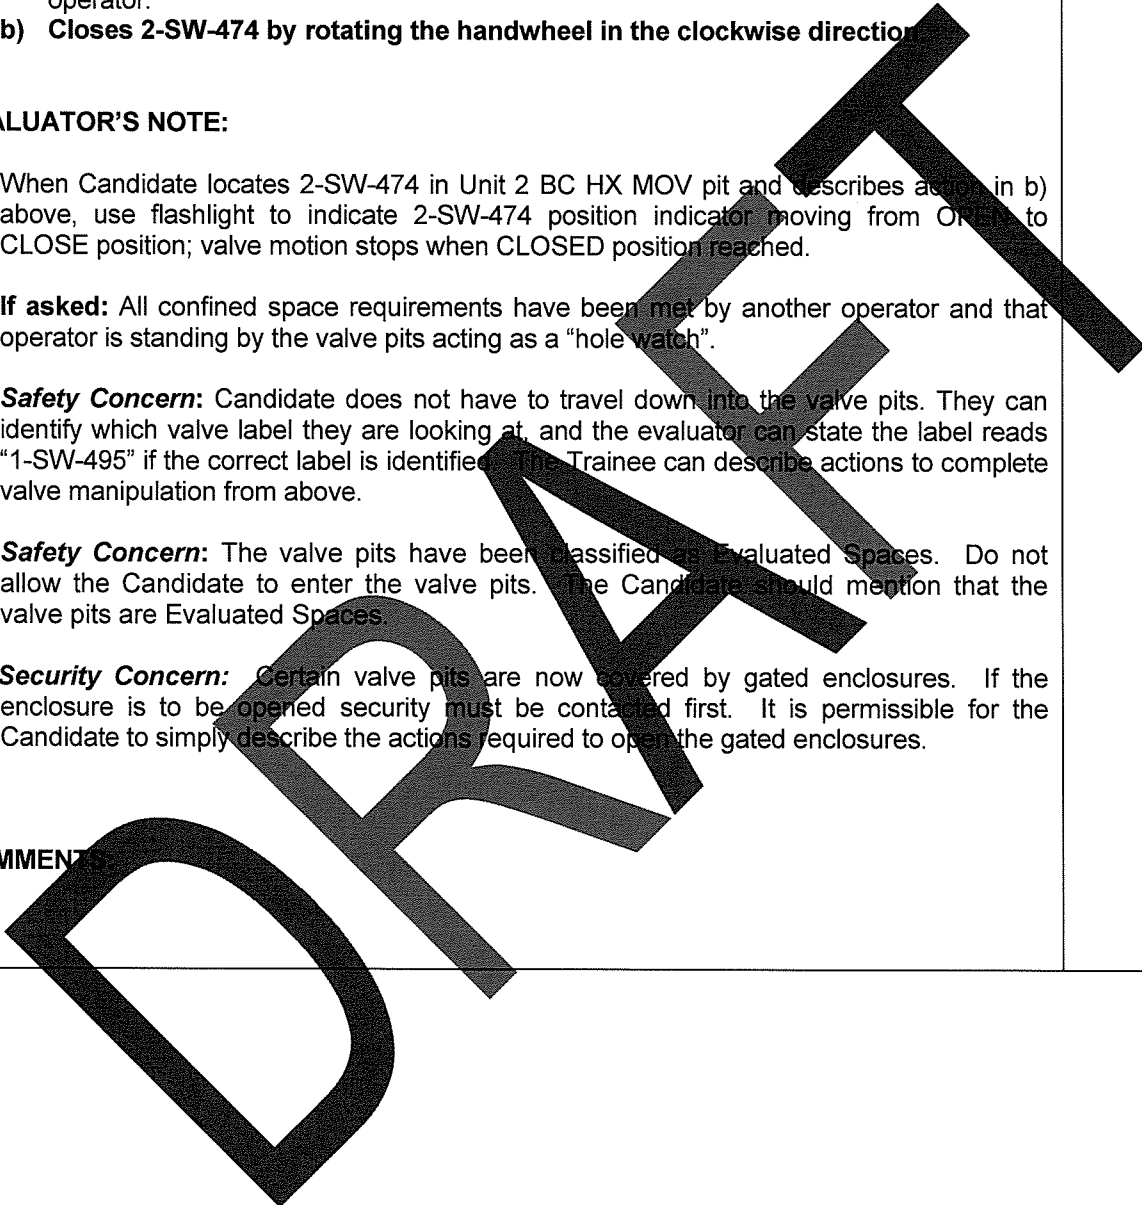 operator.
b) Closes 2-SW-474 by rotating the handwheel in the clockwise direction
ALUATOR'S NOTE:
When Candidate locates 2-SW-474 in Unit 2 BC HX MOV pit and describes action in b)
above, use flashlight to indicate 2-SW-474 position indicator moving from OPEN to
CLOSE position; valve motion stops when CLOSED position reached.
If asked: All confined space requirements have been met by another operator and that
operator is standing by the valve pits acting as a “hole watch”.
Safety Concern: Candidate does not have to travel down into the valve pits. They can
identify which valve label they are looking at, and the evaluator can state the label reads
“1-SW-495” if the correct label is identified. The Trainee can describe actions to complete
valve manipulation from above.
Safety Concern: The valve pits have been classified as Evaluated Spaces. Do not
allow the Candidate to enter the valve pits. The Candidate should mention that the
valve pits are Evaluated Spaces.
Security Concern: Certain valve pits are now covered by gated enclosures. If the
enclosure is to be opened security must be contacted first. It is permissible for the
Candidate to simply describe the actions required to open the gated enclosures.
MMENTS:
DRAFT